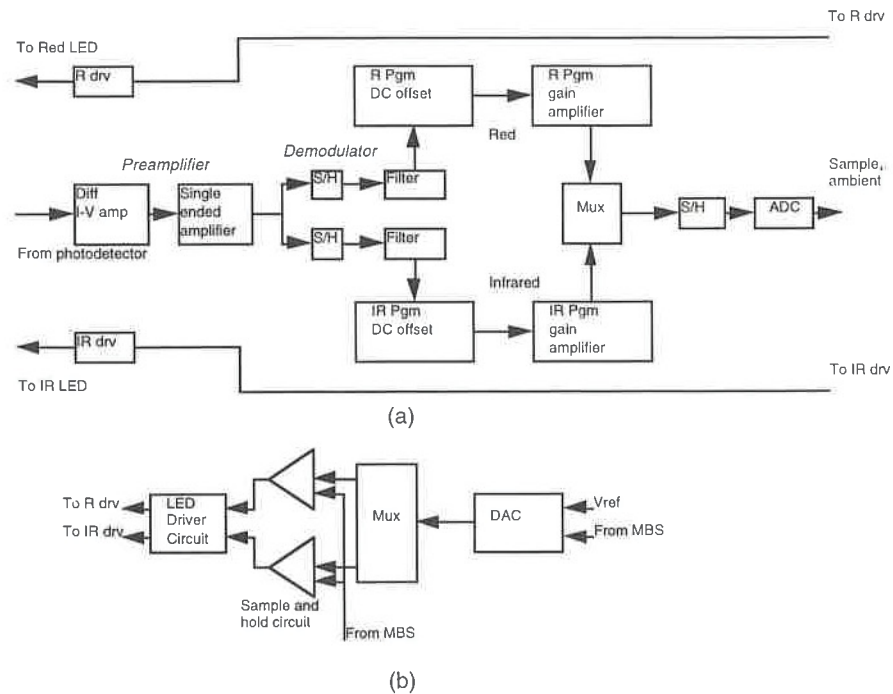 To R drv
To Red LED
R drv
R Pgm
DC offset
R Pgm
gain
amplifier
Red
Preamplifier
Demodulator
S/H
Filter
Sample,
ambient
Diff
I-V amp
Single
ended
amplifier
Mux
S/H
ADC
S/H
Filter
From photodetector
Infrared
IR Pgm
DC offset
IR Pgm
gain
amplifier
IR drv
To IR LED
To IR drv
(a)
To R drv
To IR drv
LED
Driver
Circuit
Mux
DAC
Vref
From MBS
Sample and
hold circuit
From MBS
(b)